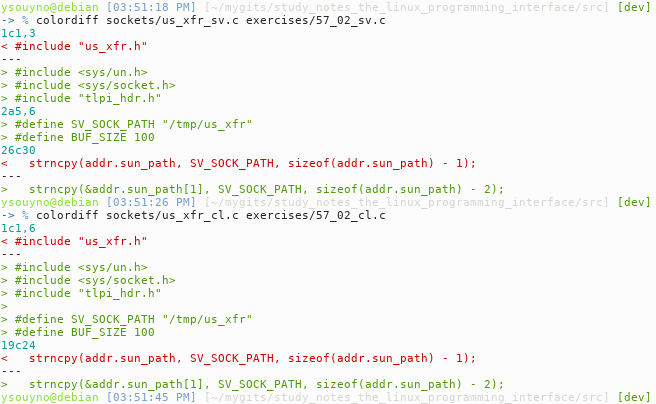 ysouyno@debian [03:51:18 PM] [~/mygits/study_notes_the_linux_programming_interface/src] [dev]
-> % colordiff sockets/us_xfr_sv.c exercises/57_02_sv.c
1c1,3
< #include "us_xfr.h"
---
> #include <sys/un.h>
> #include <sys/socket.h>
> #include "tlpi_hdr.h"
2a5,6
> #define SV_SOCK_PATH "/tmp/us_xfr"
> #define BUF_SIZE 100
26c30
<   strncpy(addr.sun_path, SV_SOCK_PATH, sizeof(addr.sun_path) - 1);
---
>   strncpy(&addr.sun_path[1], SV_SOCK_PATH, sizeof(addr.sun_path) - 2);
ysouyno@debian [03:51:26 PM] [~/mygits/study_notes_the_linux_programming_interface/src] [dev]
-> % colordiff sockets/us_xfr_cl.c exercises/57_02_cl.c
1c1,6
< #include "us_xfr.h"
---
> #include <sys/un.h>
> #include <sys/socket.h>
> #include "tlpi_hdr.h"
>
> #define SV_SOCK_PATH "/tmp/us_xfr"
> #define BUF_SIZE 100
19c24
<   strncpy(addr.sun_path, SV_SOCK_PATH, sizeof(addr.sun_path) - 1);
---
>   strncpy(&addr.sun_path[1], SV_SOCK_PATH, sizeof(addr.sun_path) - 2);
ysouyno@debian [03:51:45 PM] [~/mygits/study_notes_the_linux_programming_interface/src] [dev]